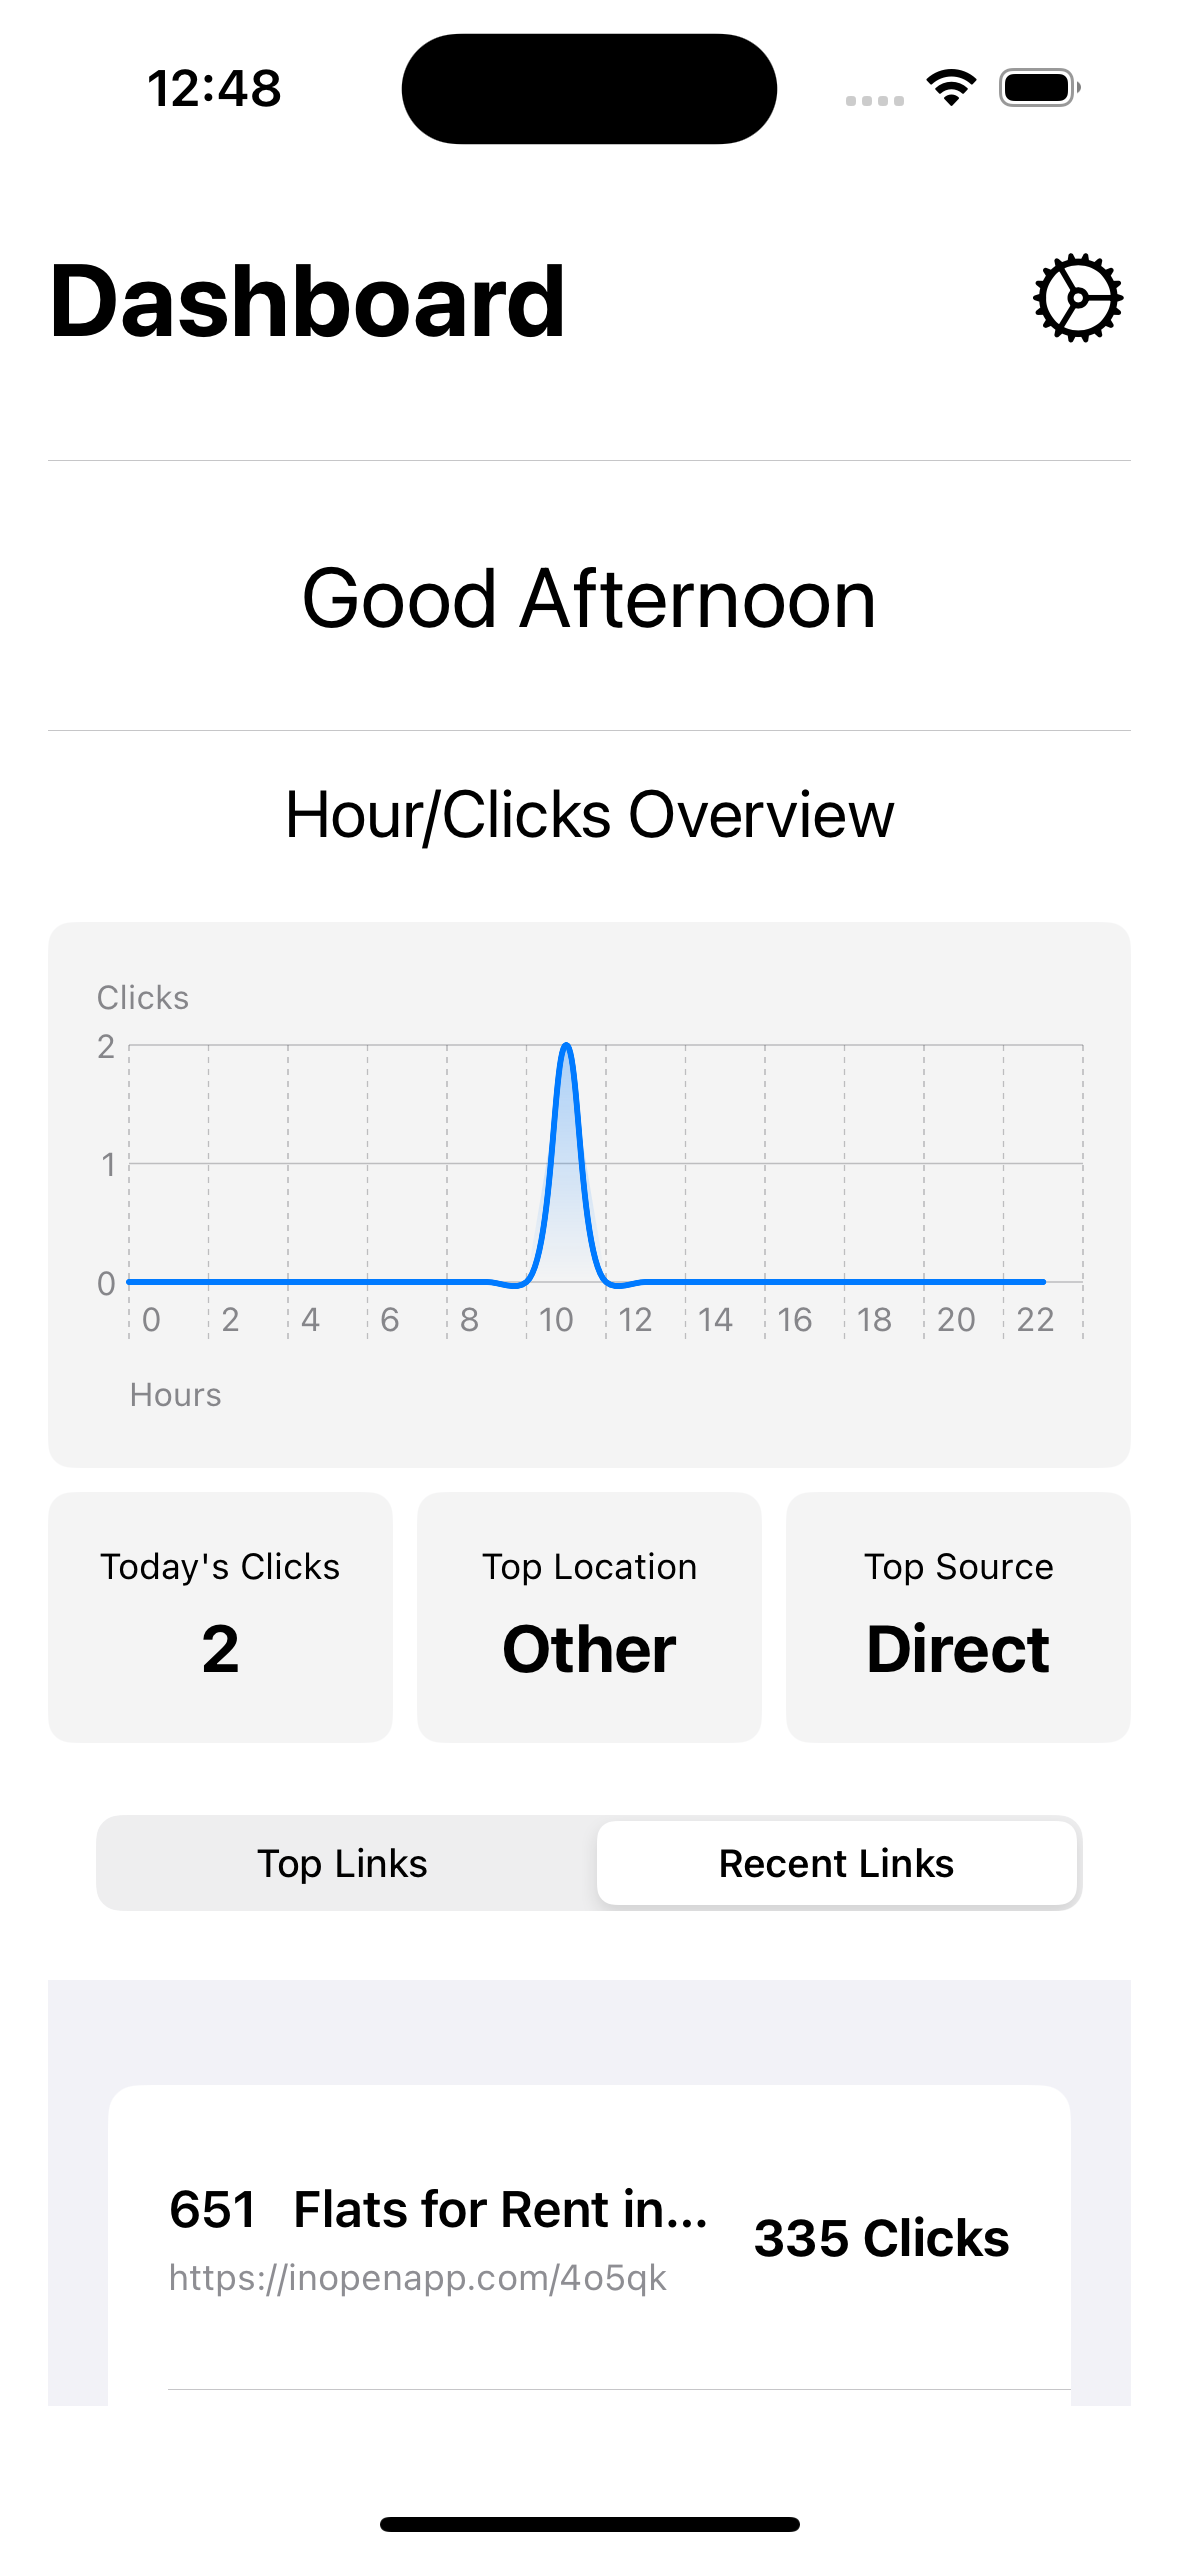 12:48
Dashboard
Good Afternoon
Hour/Clicks Overview
Clicks
2
1
0
0 2 4 6 8 10 12 14 16 18 20 22
Hours
Today's Clicks Top Location Top Source
2 Other Direct
Top Links Recent Links
651 Flats for Rent in... 335 Clicks
https://inopenapp.com/4o5qk